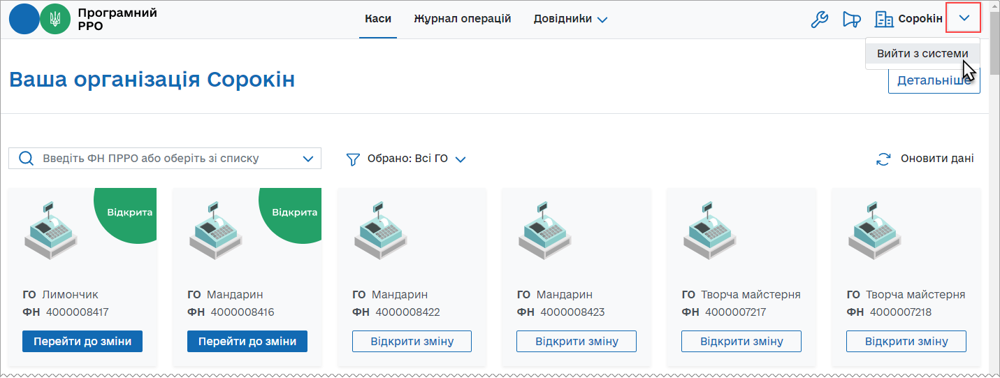 Програмний
РРО
Каси Журнал операцій Довідники Сорокін
Вийти з системи
Ваша організація Сорокін
Детальніше
Введіть ФН ПРРО або оберіть зі списку Обрано: Всі ГО Оновити дані
Відкрита Відкрита
ГО Лимончик ГО Мандарин ГО Мандарин ГО Мандарин ГО Творча майстерня ГО Творча майстерня
ФН 4000008417 ФН 4000008416 ФН 4000008422 ФН 4000008423 ФН 4000007217 ФН 4000007218
Перейти до зміни Перейти до зміни Відкрити зміну Відкрити зміну Відкрити зміну Відкрити зміну